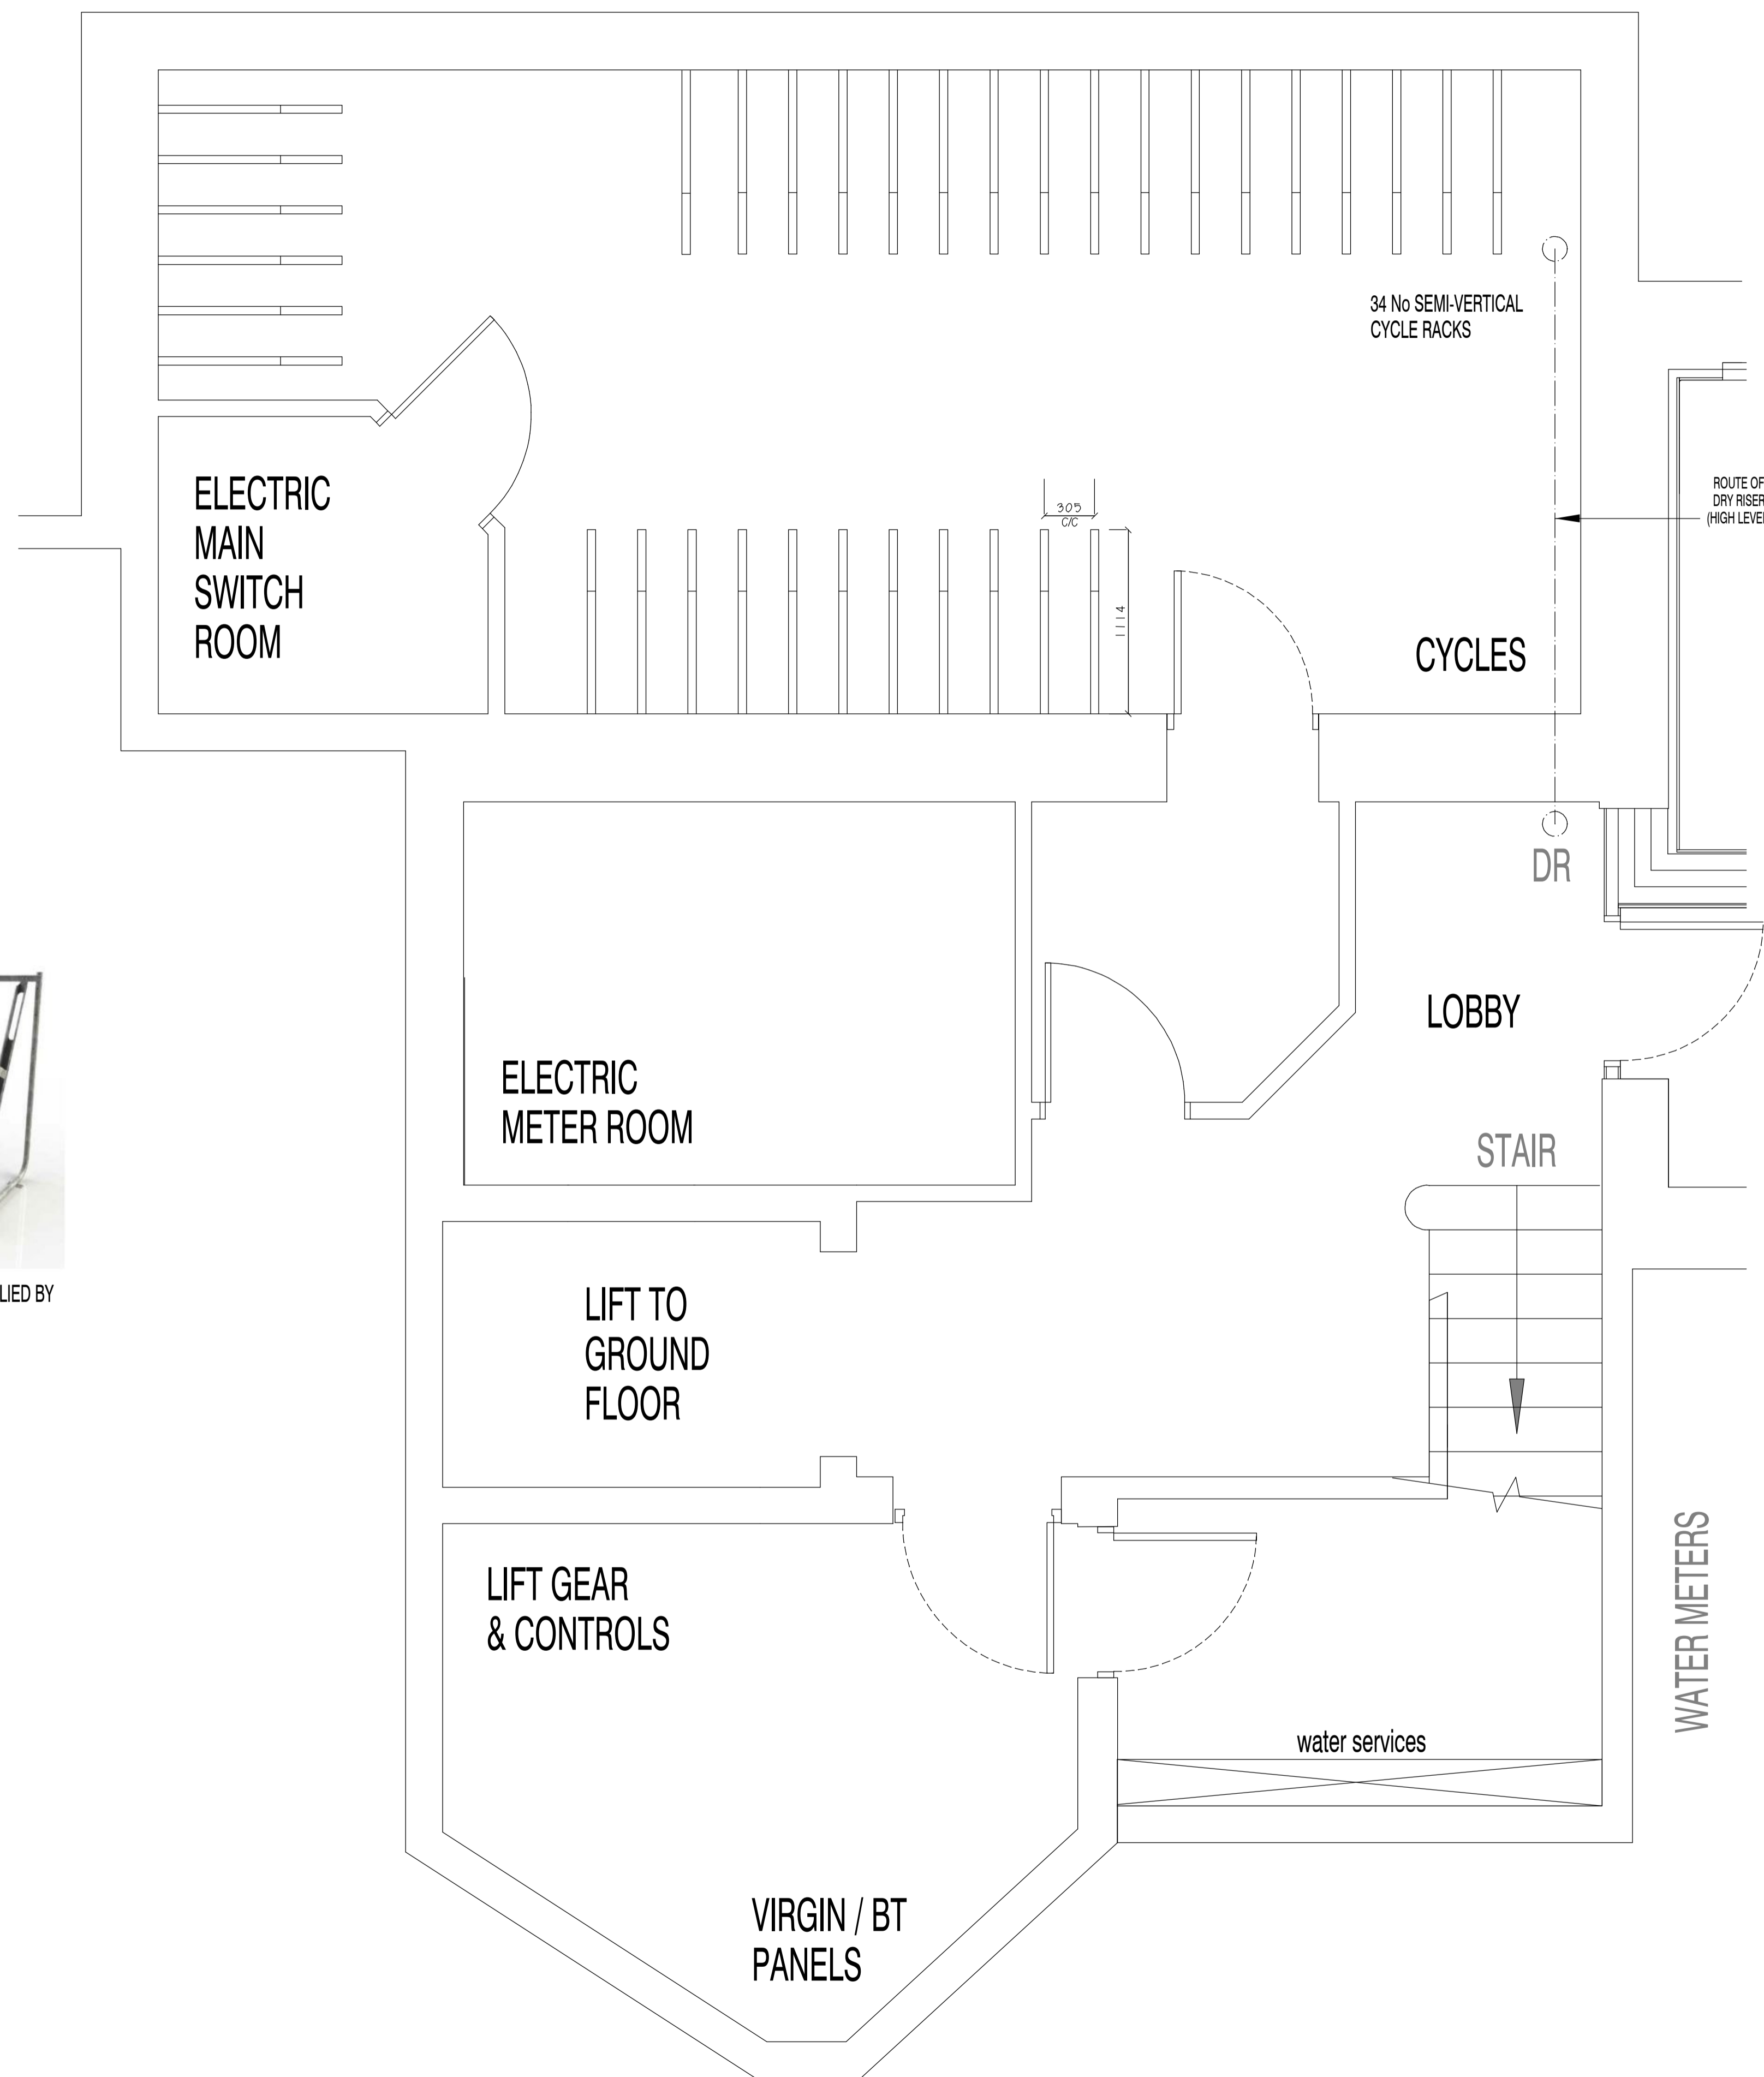 34 No SEMI-VERTICAL
CYCLE RACKS
ELECTRIC
MAIN
SWITCH
ROOM
305
C/C
1114
ROUTE OF
DRY RISER
(HIGH LEVEL
CYCLES
DR
LOBBY
ELECTRIC
METER ROOM
STAIR
LIED BY
LIFT TO
GROUND
FLOOR
LIFT GEAR
& CONTROLS
WATER METERS
water services
VIRGIN / BT
PANELS